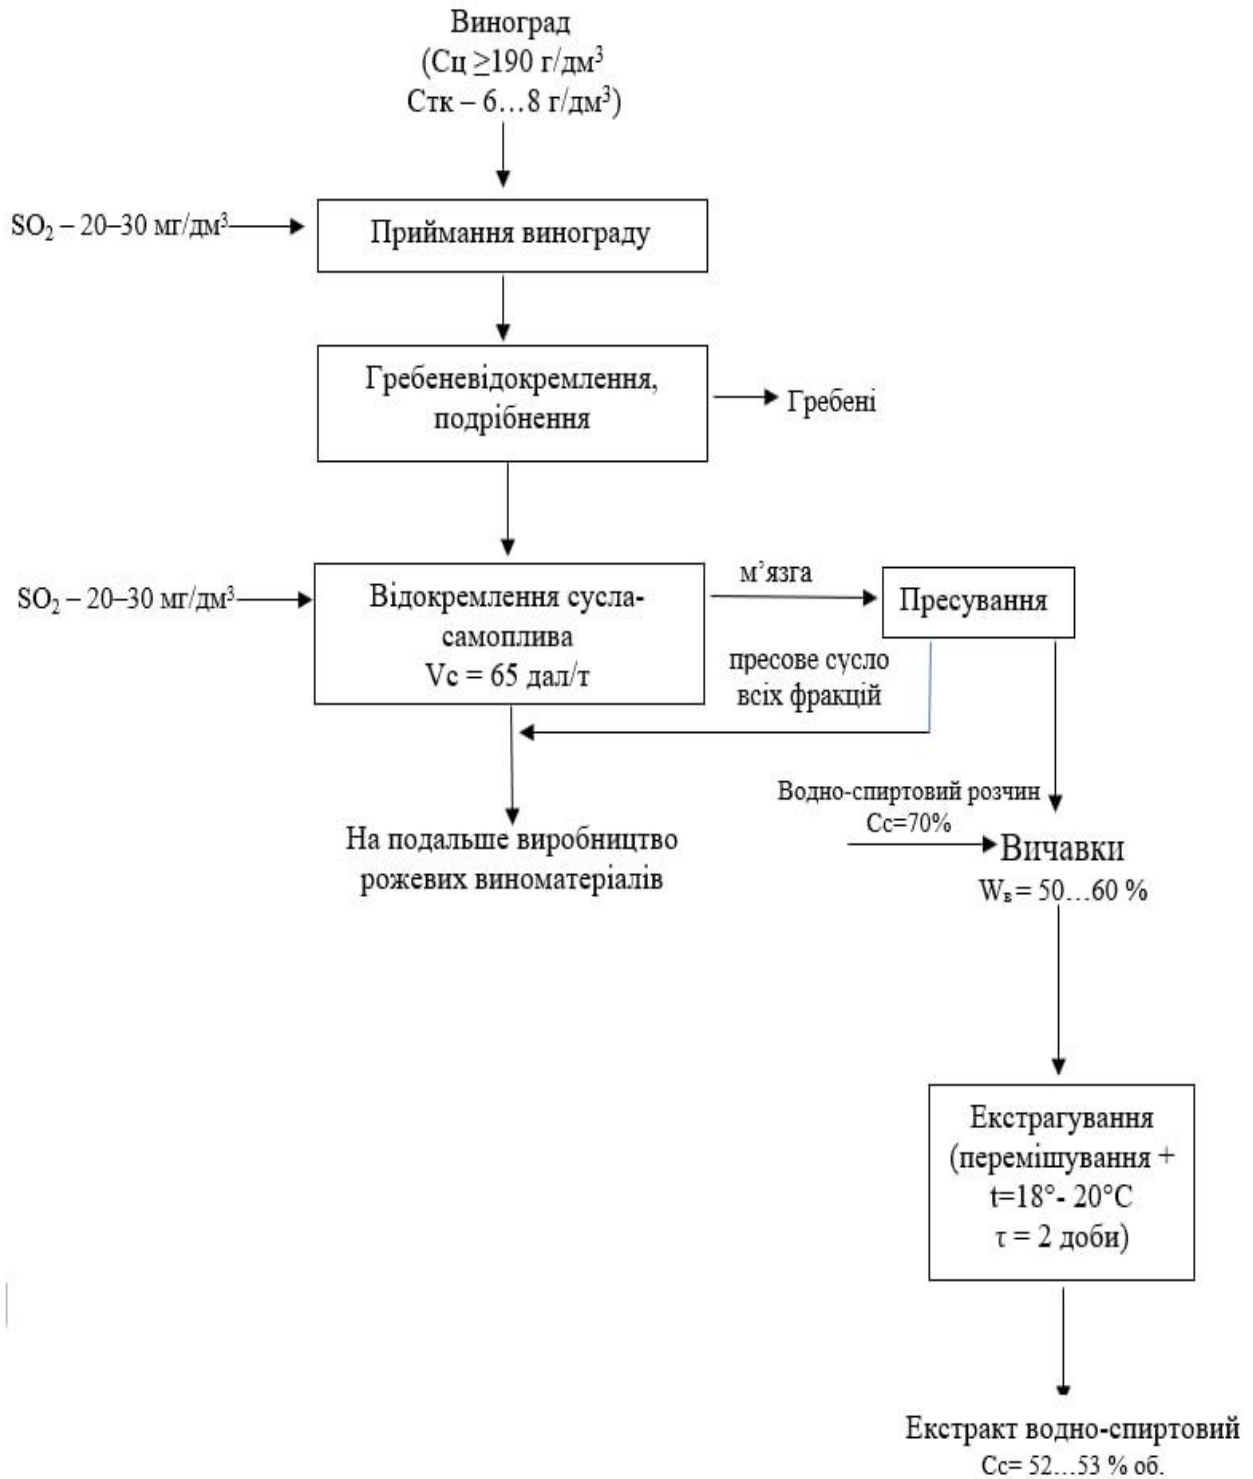 Виноград
(Сц ≥190 г/дм³
Стк – 6…8 г/дм³)
SO₂ – 20–30 мг/дм³
Приймання винограду
Гребеневідокремлення,
подрібнення
Гребені
SO₂ – 20–30 мг/дм³
Відокремлення сусла-
самоплива
Vc = 65 дал/т
м’язга
Пресування
пресове сусло
всіх фракцій
На подальше виробництво
рожевих виноматеріалів
Водно-спиртовий розчин
Сс=70%
Вичавки
Wв = 50…60 %
Екстрагування
(перемішування +
t=18°- 20°C
τ = 2 доби)
Екстракт водно-спиртовий
Сс= 52…53 % об.